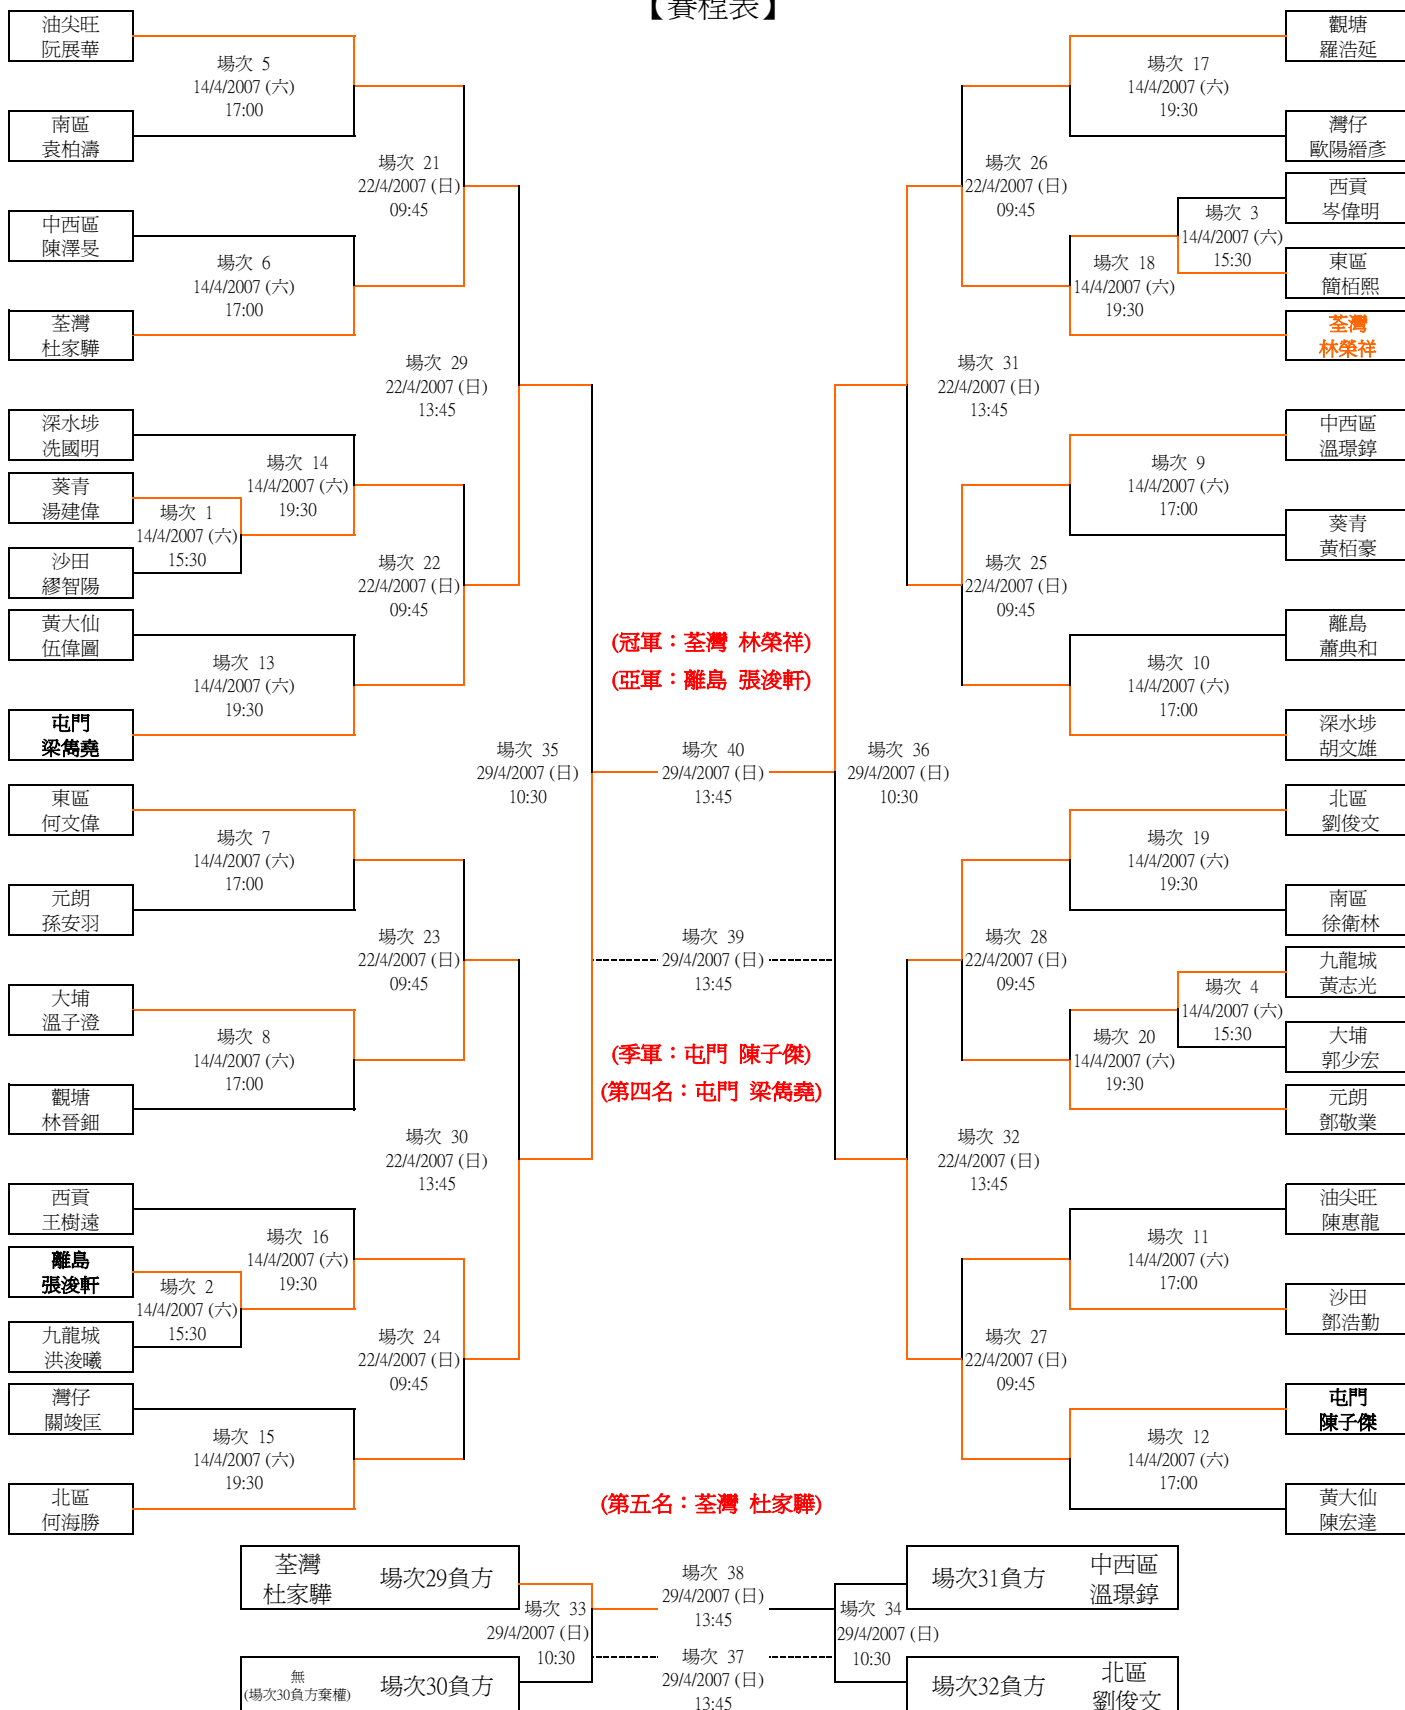 【賽程表】
油尖旺
阮展華
場次 5
14/4/2007 (六)
17:00
南區
袁柏濤
場次 21
22/4/2007 (日)
09:45
中西區
陳澤旻
場次 6
14/4/2007 (六)
17:00
荃灣
杜家驊
場次 29
22/4/2007 (日)
13:45
深水埗
冼國明
場次 14
14/4/2007 (六)
19:30
葵青
湯建偉
場次 1
14/4/2007 (六)
15:30
沙田
繆智陽
場次 22
22/4/2007 (日)
09:45
黃大仙
伍偉圖
場次 13
14/4/2007 (六)
19:30
屯門
梁雋堯
場次 35
29/4/2007 (日)
10:30
東區
何文偉
場次 7
14/4/2007 (六)
17:00
元朗
孫安羽
場次 23
22/4/2007 (日)
09:45
大埔
溫子澄
場次 8
14/4/2007 (六)
17:00
觀塘
林晉鈿
場次 30
22/4/2007 (日)
13:45
西貢
王樹遠
場次 16
14/4/2007 (六)
19:30
離島
張浚軒
場次 2
14/4/2007 (六)
15:30
九龍城
洪浚曦
場次 24
22/4/2007 (日)
09:45
灣仔
關竣匡
場次 15
14/4/2007 (六)
19:30
北區
何海勝
(冠軍：荃灣 林榮祥)
(亞軍：離島 張浚軒)
場次 40
29/4/2007 (日)
13:45
場次 39
29/4/2007 (日)
13:45
(季軍：屯門 陳子傑)
(第四名：屯門 梁雋堯)
觀塘
羅浩延
場次 17
14/4/2007 (六)
19:30
灣仔
歐陽縉彥
場次 26
22/4/2007 (日)
09:45
西貢
岑偉明
場次 3
14/4/2007 (六)
15:30
東區
簡栢熙
場次 18
14/4/2007 (六)
19:30
荃灣
林榮祥
場次 31
22/4/2007 (日)
13:45
中西區
溫璟錞
場次 9
14/4/2007 (六)
17:00
葵青
黃栢豪
場次 25
22/4/2007 (日)
09:45
離島
蕭典和
場次 10
14/4/2007 (六)
17:00
深水埗
胡文雄
場次 36
29/4/2007 (日)
10:30
北區
劉俊文
場次 19
14/4/2007 (六)
19:30
南區
徐衛林
場次 28
22/4/2007 (日)
09:45
九龍城
黃志光
場次 4
14/4/2007 (六)
15:30
大埔
郭少宏
場次 20
14/4/2007 (六)
19:30
元朗
鄧敬業
場次 32
22/4/2007 (日)
13:45
油尖旺
陳惠龍
場次 11
14/4/2007 (六)
17:00
沙田
鄧浩勤
場次 27
22/4/2007 (日)
09:45
屯門
陳子傑
場次 12
14/4/2007 (六)
17:00
黃大仙
陳宏達
(第五名：荃灣 杜家驊)
荃灣
杜家驊
場次29負方
場次 33
29/4/2007 (日)
10:30
無
(場次30負方棄權)
場次30負方
場次 38
29/4/2007 (日)
13:45
場次 37
29/4/2007 (日)
13:45
場次31負方
中西區
溫璟錞
場次 34
29/4/2007 (日)
10:30
場次32負方
北區
劉俊文